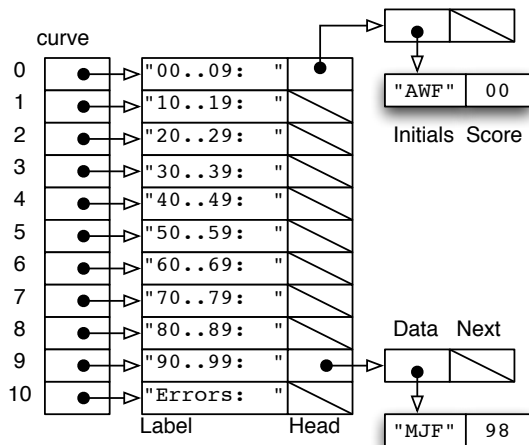 curve
0 "00..09:  "
1 "10..19:  "
"AWF" 00
2 "20..29:  "
Initials Score
3 "30..39:  "
4 "40..49:  "
5 "50..59:  "
6 "60..69:  "
7 "70..79:  "
8 "80..89:  "
Data Next
9 "90..99:  "
10 "Errors:  "
Label Head
"MJF" 98